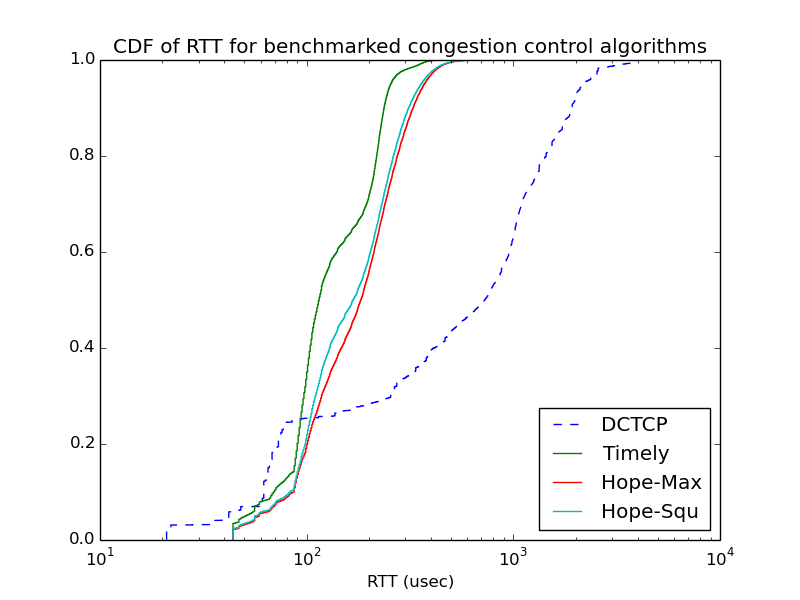 CDF of RTT for benchmarked congestion control algorithms
1.0
0.8
0.6
0.4
0.2
0.0
10^1
10^2
10^3
10^4
RTT (usec)
DCTCP
Timely
Hope-Max
Hope-Squ